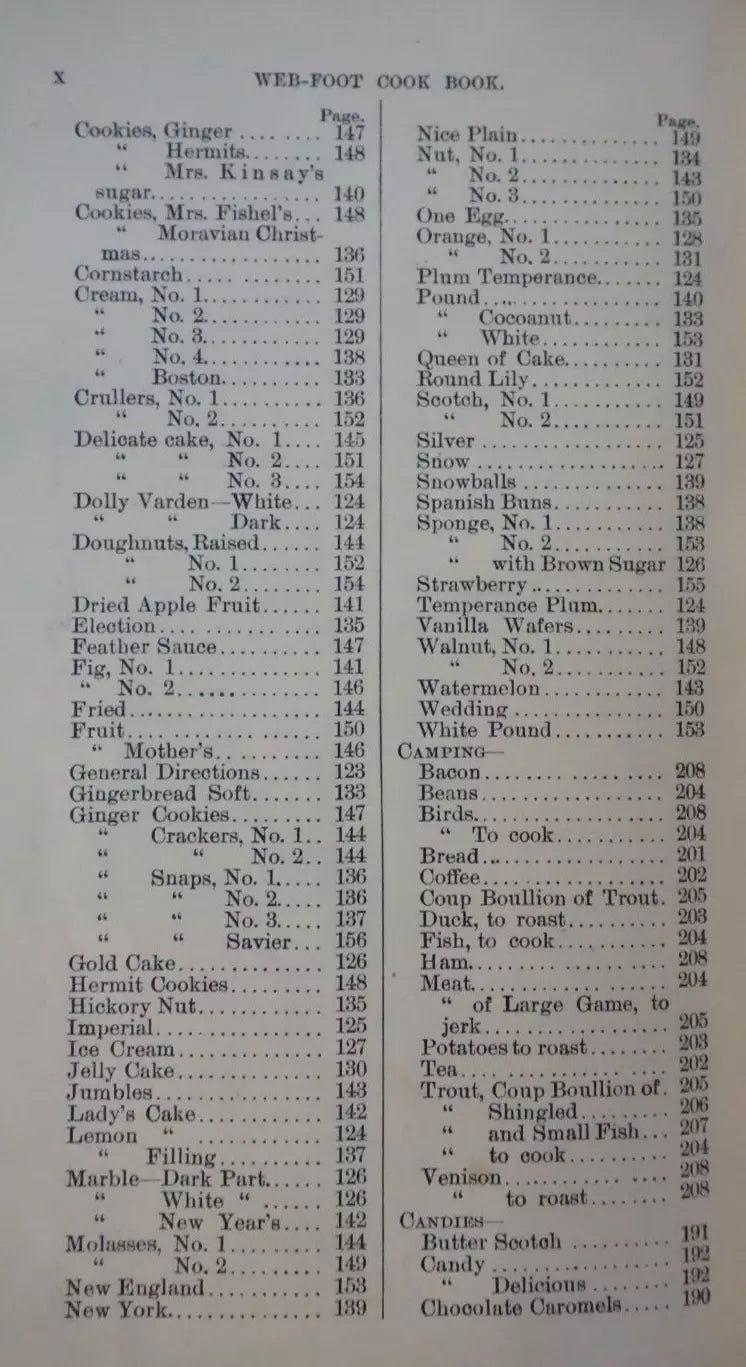 x WEB-FOOT COOK BOOK.
Page.
Cookies, Ginger ........ 147
“ Hermits........ 148
“ Mrs. Kinsay's
sugar................. 140
Cookies, Mrs. Fishel's... 148
“ Moravian Christ-
mas.................. 136
Cornstarch............. 151
Cream, No. 1........... 129
“ No. 2........... 129
“ No. 3........... 129
“ No. 4........... 138
“ Boston.......... 133
Crullers, No. 1.......... 136
“ No. 2.......... 152
Delicate cake, No. 1.... 145
“ “ No. 2.... 151
“ “ No. 3.... 154
Dolly Varden—White... 124
“ “ Dark.... 124
Doughnuts, Raised...... 144
“ No. 1........ 152
“ No. 2........ 154
Dried Apple Fruit...... 141
Election............... 135
Feather Sauce.......... 147
Fig, No. 1.............. 141
“ No. 2.............. 146
Fried................... 144
Fruit................... 150
“ Mother's.......... 146
General Directions...... 123
Gingerbread Soft....... 133
Ginger Cookies......... 147
“ Crackers, No. 1.. 144
“ “ No. 2.. 144
“ Snaps, No. 1..... 136
“ “ No. 2..... 136
“ “ No. 3..... 137
“ “ Savier... 156
Gold Cake.............. 126
Hermit Cookies......... 148
Hickory Nut............ 135
Imperial................ 125
Ice Cream.............. 127
Jelly Cake.............. 130
Jumbles................ 143
Lady's Cake............ 142
Lemon “ ............ 124
“ Filling.......... 137
Marble—Dark Part...... 126
“ White “ ...... 126
“ New Year's.... 142
Molasses, No. 1......... 144
“ No. 2......... 149
New England........... 153
New York.............. 139
Page.
Nice Plain.............. 149
Nut, No. 1.............. 134
“ No. 2.............. 143
“ No. 3.............. 150
One Egg............... 135
Orange, No. 1........... 128
“ No. 2........... 131
Plum Temperance....... 124
Pound................. 140
“ Cocoanut......... 133
“ White............ 153
Queen of Cake.......... 131
Round Lily............. 152
Scotch, No. 1........... 149
“ No. 2........... 151
Silver ................. 125
Snow .................. 127
Snowballs ............. 139
Spanish Buns........... 138
Sponge, No. 1........... 138
“ No. 2........... 153
“ with Brown Sugar 126
Strawberry............. 155
Temperance Plum....... 124
Vanilla Wafers......... 139
Walnut, No. 1........... 148
“ No. 2........... 152
Watermelon............ 143
Wedding .............. 150
White Pound........... 153
CAMPING—
Bacon................. 208
Beans.................. 204
Birds................... 208
“ To cook........... 204
Bread.................. 201
Coffee.................. 202
Coup Boullion of Trout. 205
Duck, to roast.......... 203
Fish, to cook........... 204
Ham................... 208
Meat................... 204
“ of Large Game, to
jerk................. 205
Potatoes to roast........ 203
Tea.................... 202
Trout, Coup Boullion of. 205
“ Shingled......... 206
“ and Small Fish... 207
“ to cook.......... 204
Venison................ 208
“ to roast........ 208
CANDIES—
Butter Scotch .......... 191
Candy ................. 192
“ Delicious ........ 192
Chocolate Caromels..... 190